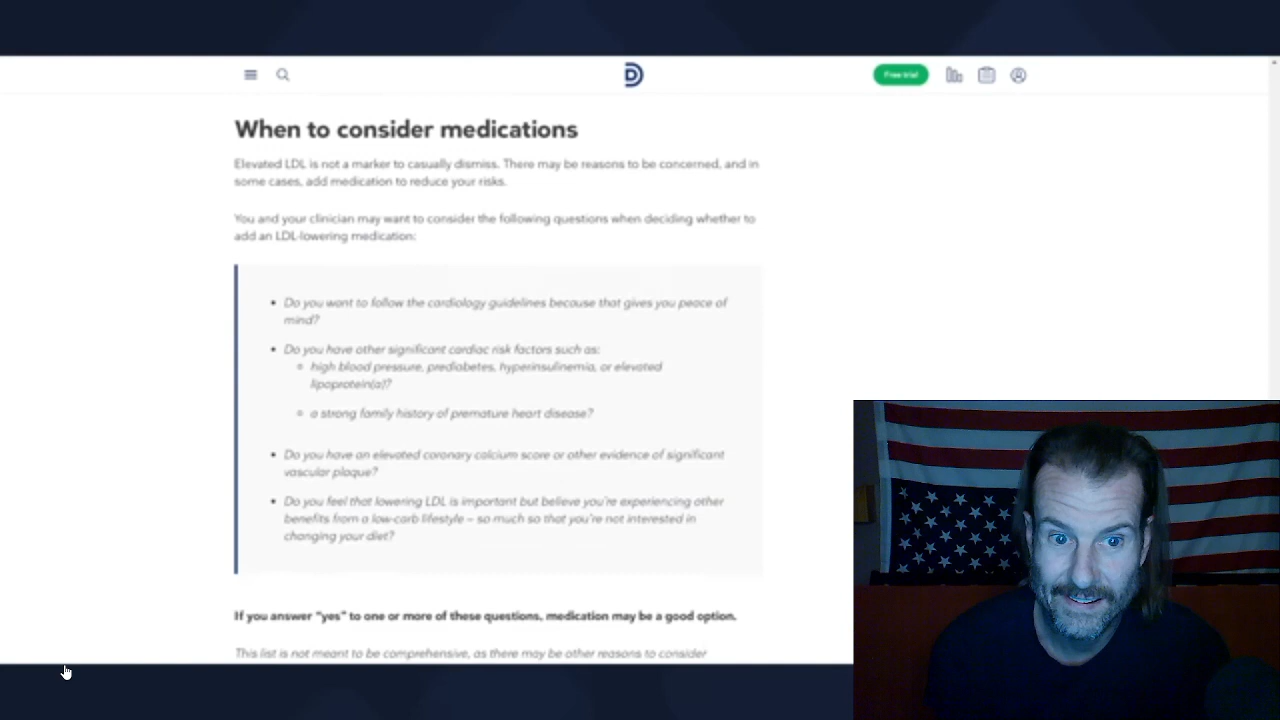 Free trial
When to consider medications
Elevated LDL is not a marker to casually dismiss. There may be reasons to be concerned, and in
some cases, add medication to reduce your risks.
You and your clinician may want to consider the following questions when deciding whether to
add an LDL-lowering medication:
• Do you want to follow the cardiology guidelines because that gives you peace of
mind?
• Do you have other significant cardiac risk factors such as:
○ high blood pressure, prediabetes, hyperinsulinemia, or elevated
lipoprotein(a)?
○ a strong family history of premature heart disease?
• Do you have an elevated coronary calcium score or other evidence of significant
vascular plaque?
• Do you feel that lowering LDL is important but believe you're experiencing other
benefits from a low-carb lifestyle – so much so that you're not interested in
changing your diet?
If you answer "yes" to one or more of these questions, medication may be a good option.
This list is not meant to be comprehensive, as there may be other reasons to consider